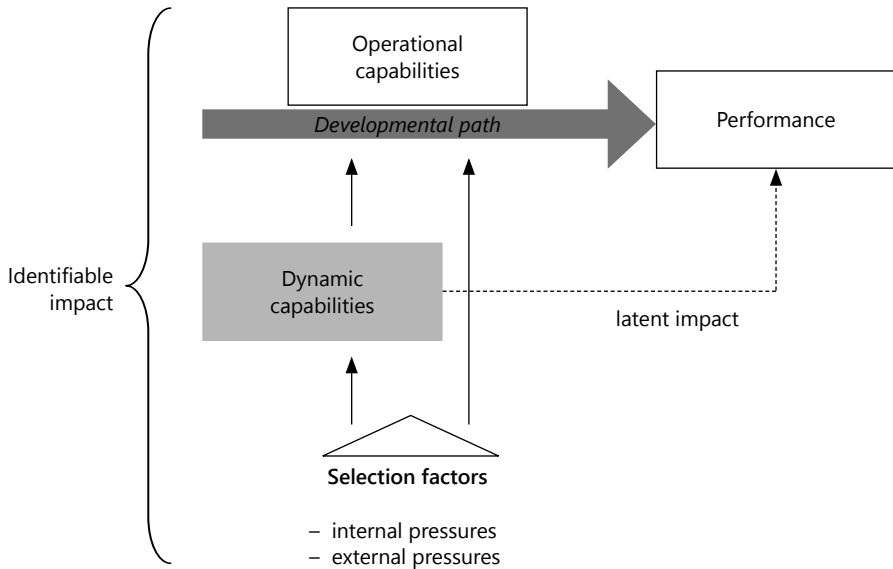 Operational
capabilities
Developmental path
Performance
Identifiable
impact
Dynamic
capabilities
latent impact
Selection factors
– internal pressures
– external pressures